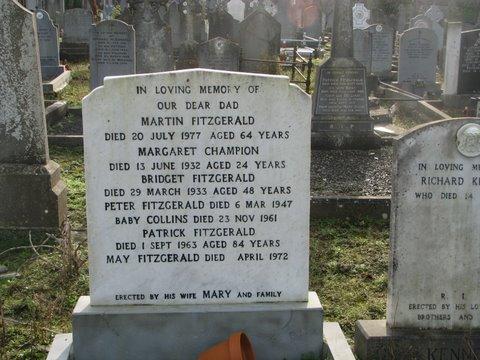 IN LOVING MEMORY OF
OUR DEAR DAD
MARTIN FITZGERALD
DIED 20 JULY 1977 AGED 64 YEARS
MARGARET CHAMPION
DIED 13 JUNE 1932 AGED 24 YEARS
BRIDGET FITZGERALD
DIED 29 MARCH 1933 AGED 48 YEARS
PETER FITZGERALD DIED 6 MAR 1947
BABY COLLINS DIED 23 NOV 1961
PATRICK FITZGERALD
DIED 1 SEPT 1963 AGED 84 YEARS
MAY FITZGERALD DIED APRIL 1972
ERECTED BY HIS WIFE MARY AND FAMILY
IN LOVING
RICHARD
WHO DIED 14
R. I.
ERECTED BY HIS
BROTHERS AND
KENN